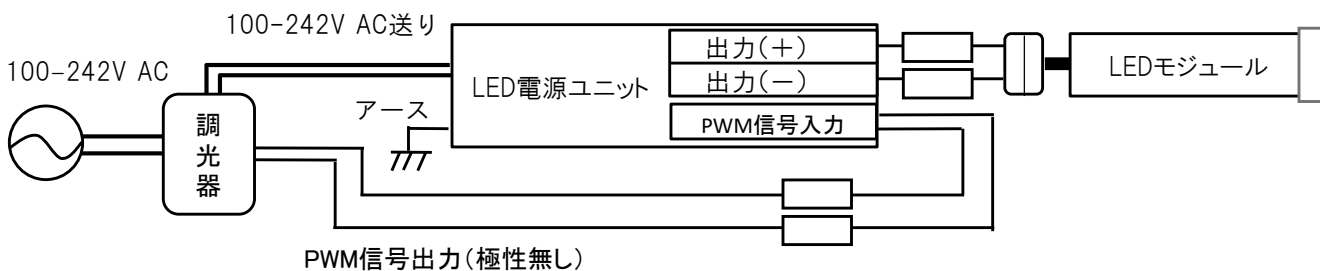 100-242V AC送り
100-242V AC
調光器
アース
LED電源ユニット
出力(+)
出力(-)
PWM信号入力
LEDモジュール
PWM信号出力(極性無し)